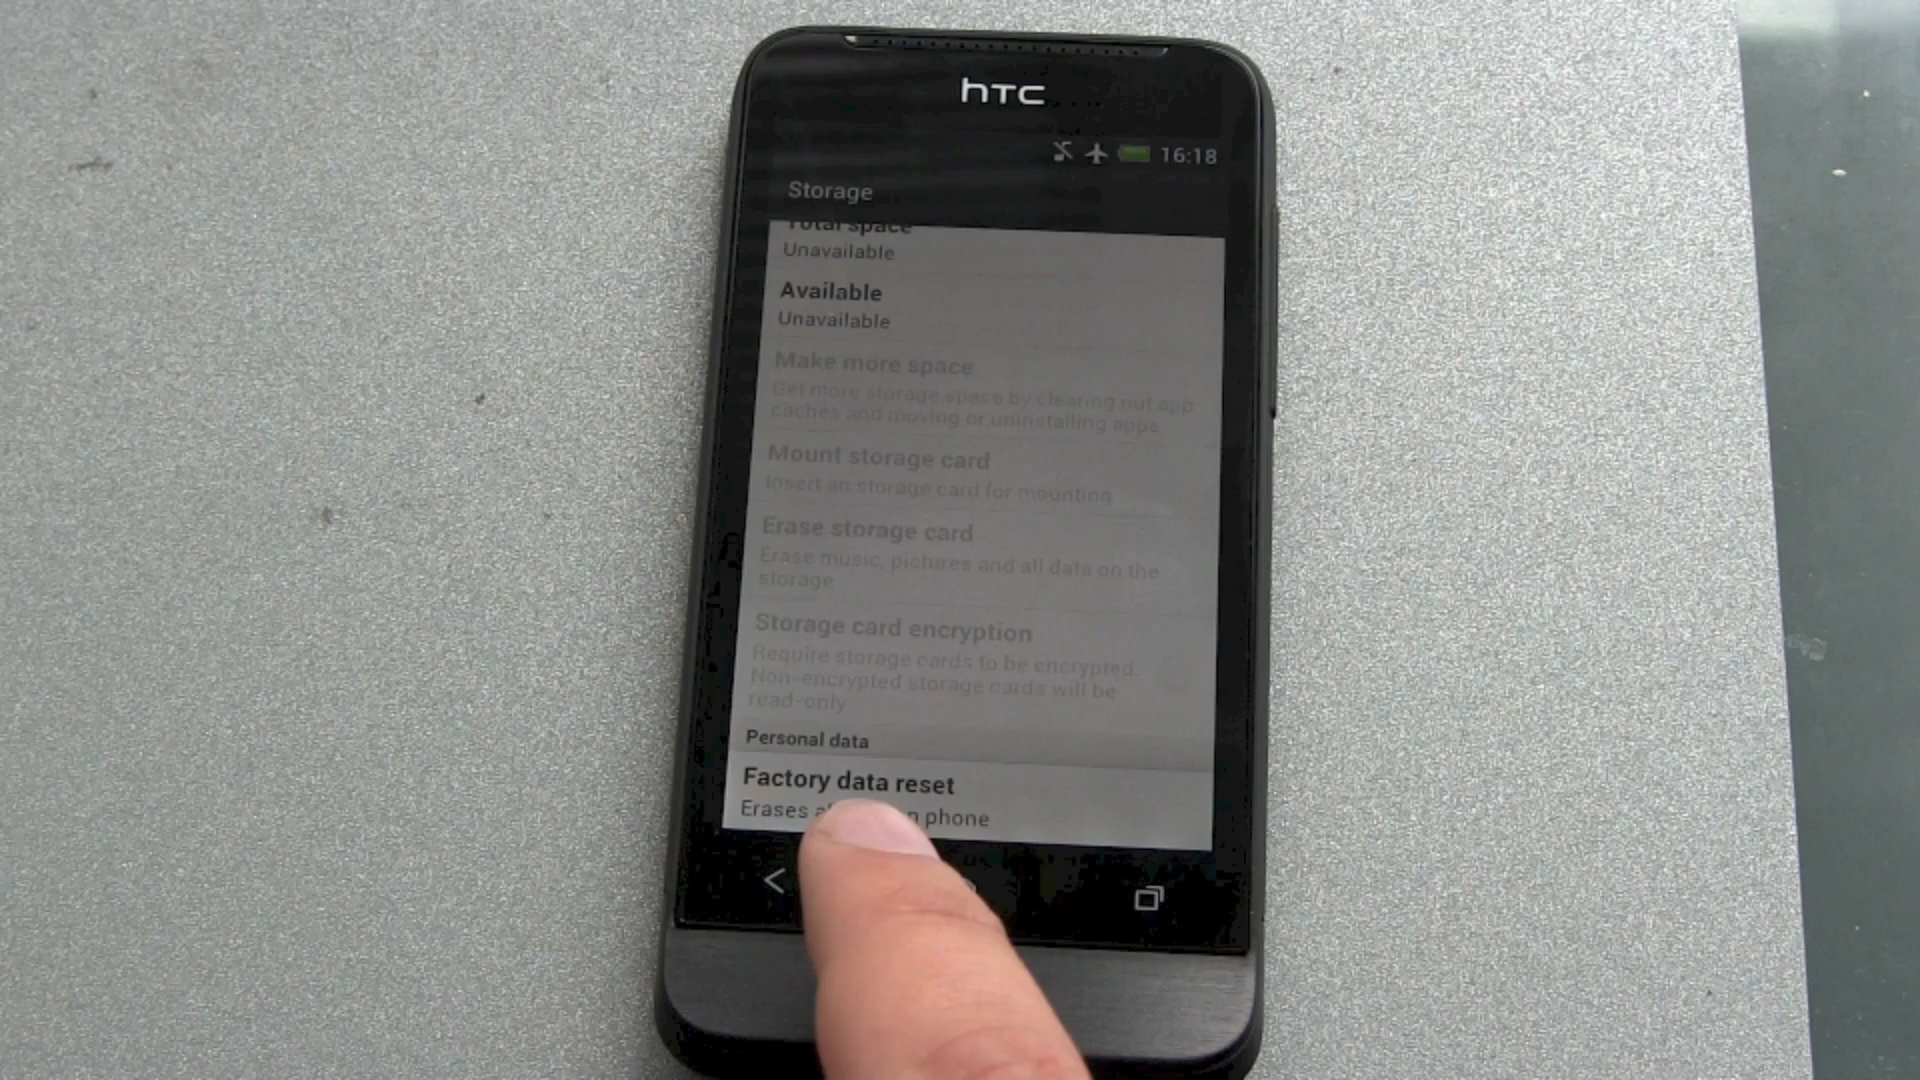 hTC
16:18
Storage
Total space
Unavailable
Available
Unavailable
Make more space
Get more storage space by clearing out app
caches and moving or uninstalling apps
Mount storage card
Insert an storage card for mounting
Erase storage card
Erase music, pictures and all data on the
storage
Storage card encryption
Require storage cards to be encrypted.
Non-encrypted storage cards will be
read-only
Personal data
Factory data reset
Erases phone